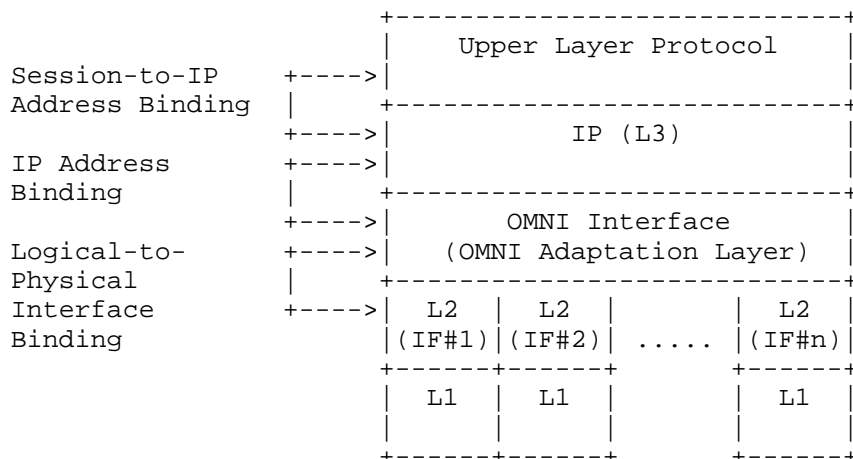 Upper Layer Protocol
Session-to-IP
Address Binding
IP (L3)
IP Address
Binding
OMNI Interface
Logical-to- (OMNI Adaptation Layer)
Physical
Interface L2 L2 L2
Binding (IF#1) (IF#2) ..... (IF#n)
L1 L1 L1